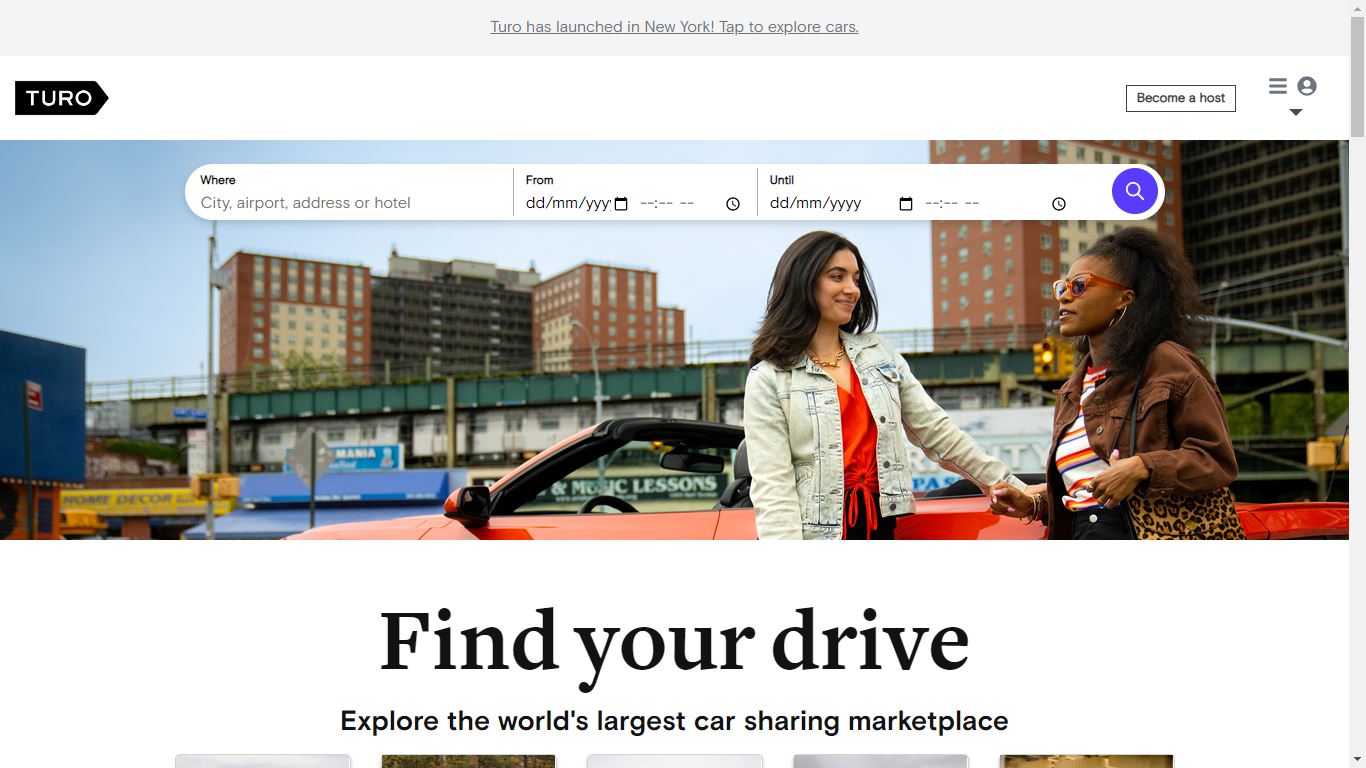 Turo has launched in New York! Tap to explore cars.
TURO
Become a host
Where
City, airport, address or hotel
From
dd/mm/yyyy
--:-- --
Until
dd/mm/yyyy
--:-- --
MANIA
HOME DECOR
& MUSIC LESSONS
PAS
Find your drive
Explore the world's largest car sharing marketplace